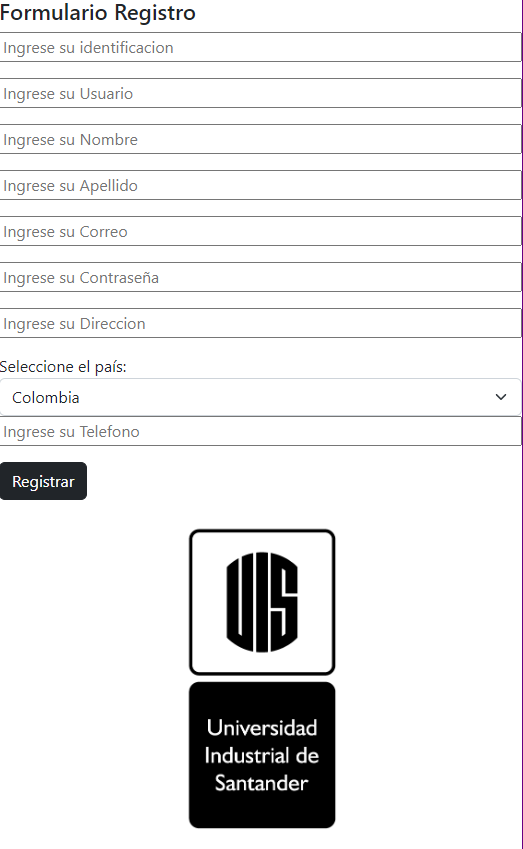 Formulario Registro
Ingrese su identificacion
Ingrese su Usuario
Ingrese su Nombre
Ingrese su Apellido
Ingrese su Correo
Ingrese su Contraseña
Ingrese su Direccion
Seleccione el país:
Colombia
Ingrese su Telefono
Registrar
UIS
Universidad
Industrial de
Santander